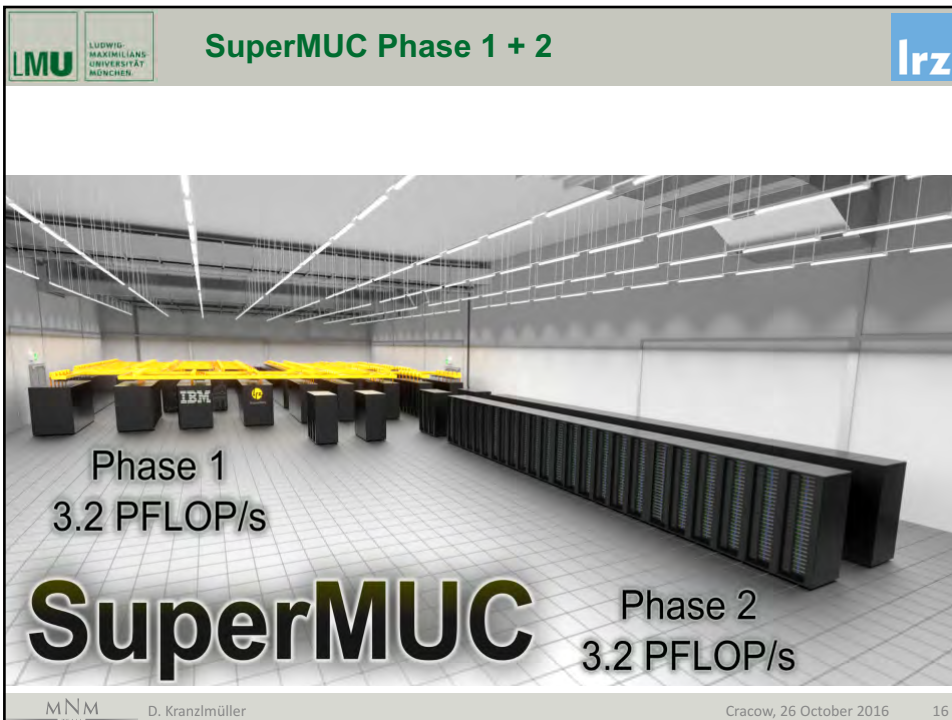 LMU
LUDWIG-
MAXIMILIANS-
UNIVERSITÄT
MÜNCHEN
SuperMUC Phase 1 + 2
lrz
IBM
Phase 1
3.2 PFLOP/s
SuperMUC
Phase 2
3.2 PFLOP/s
MNM
D. Kranzlmüller
Cracow, 26 October 2016
16